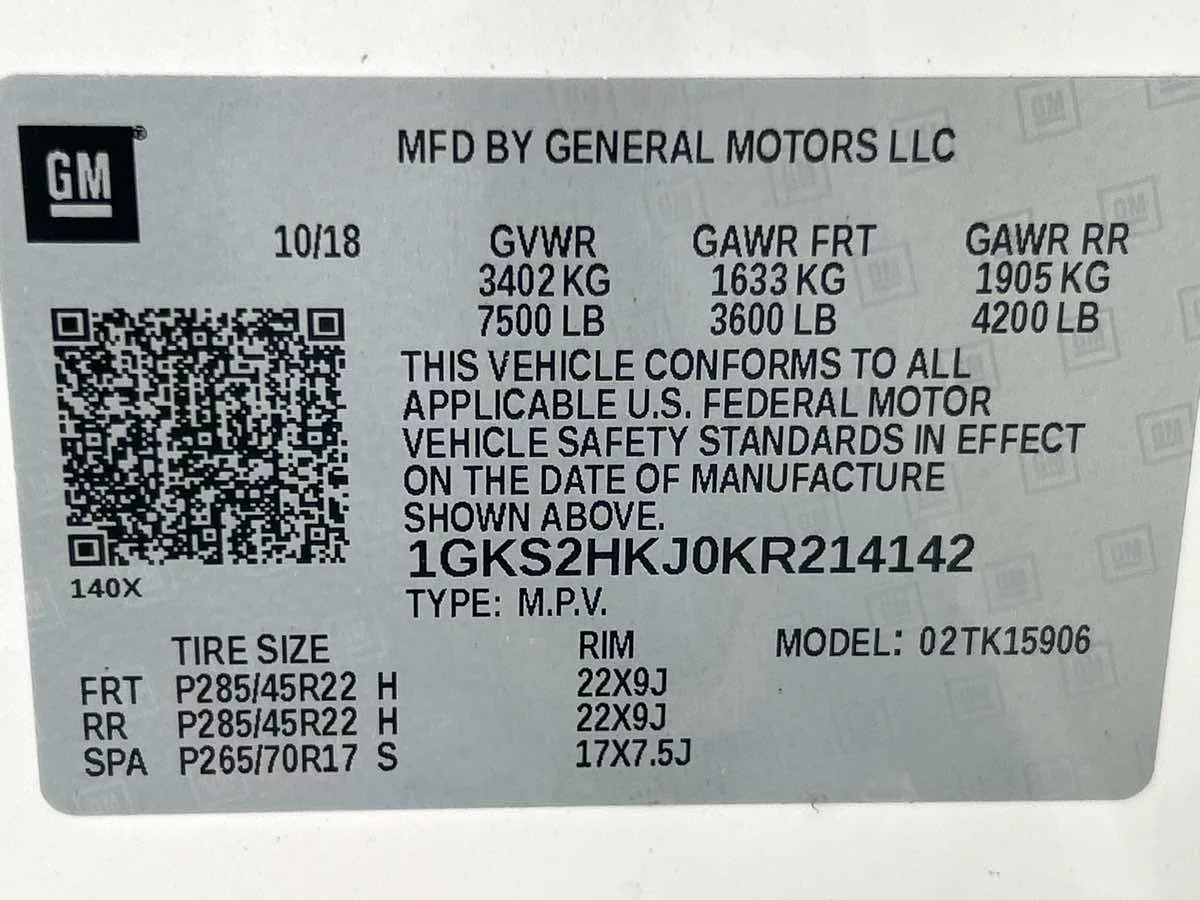 GM
MFD BY GENERAL MOTORS LLC
10/18 GVWR GAWR FRT GAWR RR
3402 KG 1633 KG 1905 KG
7500 LB 3600 LB 4200 LB
THIS VEHICLE CONFORMS TO ALL
APPLICABLE U.S. FEDERAL MOTOR
VEHICLE SAFETY STANDARDS IN EFFECT
ON THE DATE OF MANUFACTURE
SHOWN ABOVE.
1GKS2HKJ0KR214142
140X
TYPE: M.P.V.
TIRE SIZE RIM MODEL: 02TK15906
FRT P285/45R22 H 22X9J
RR P285/45R22 H 22X9J
SPA P265/70R17 S 17X7.5J